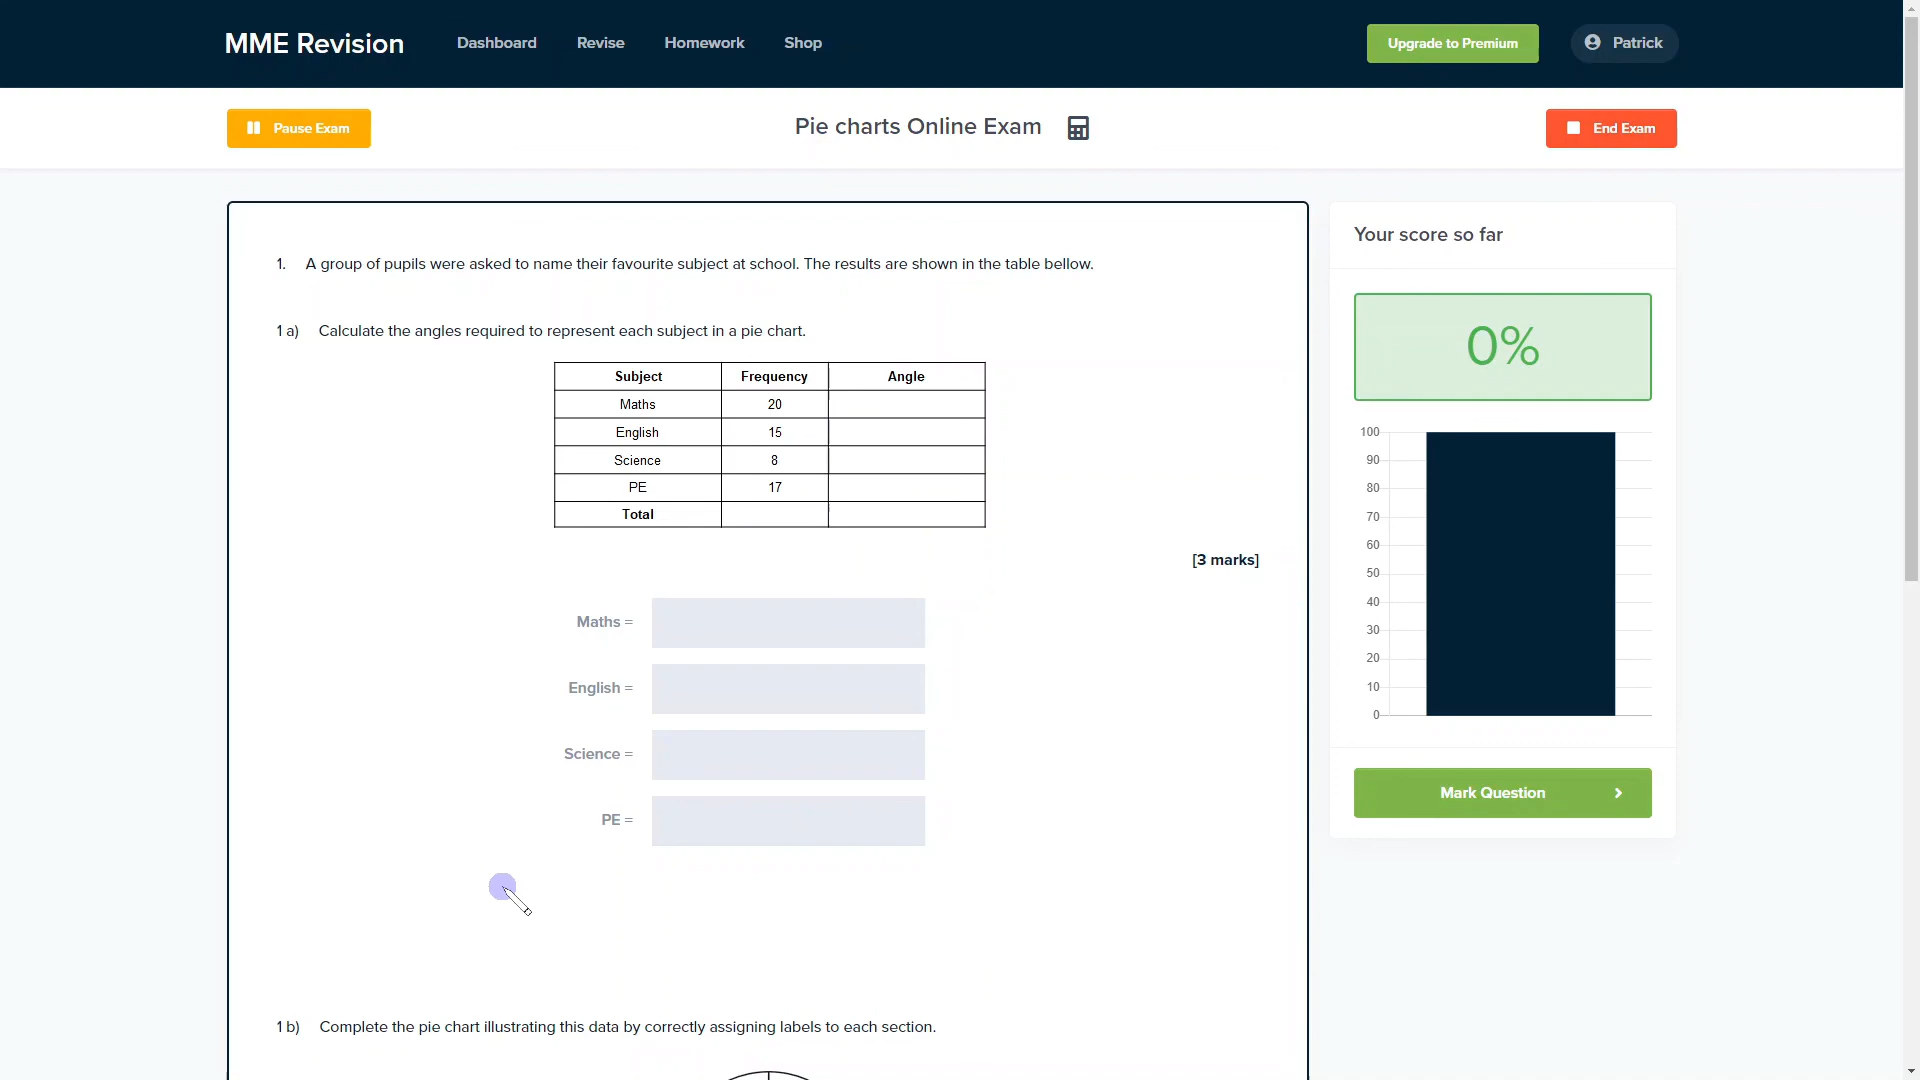 MME Revision Dashboard Revise Homework Shop Upgrade to Premium Patrick
Pause Exam Pie charts Online Exam End Exam
1. A group of pupils were asked to name their favourite subject at school. The results are shown in the table bellow.
1 a) Calculate the angles required to represent each subject in a pie chart.
Subject Frequency Angle
Maths 20
English 15
Science 8
PE 17
Total
[3 marks]
Maths =
English =
Science =
PE =
1 b) Complete the pie chart illustrating this data by correctly assigning labels to each section.
Your score so far
0%
100
90
80
70
60
50
40
30
20
10
0
Mark Question